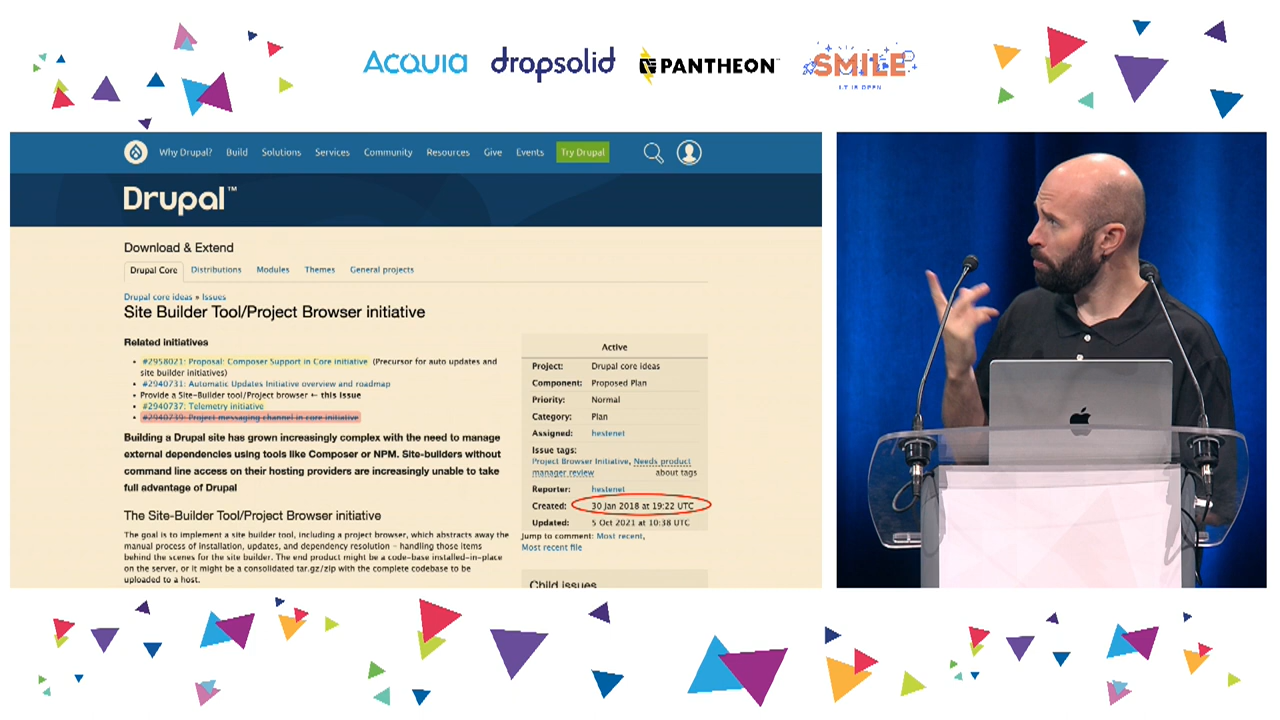 ACQUIA
dropsolid
PANTHEON
SMILE
I.T IS OPEN
Why Drupal?
Build
Solutions
Services
Community
Resources
Give
Events
Try Drupal
Drupal™
Download & Extend
Drupal Core
Distributions
Modules
Themes
General projects
Drupal core ideas » Issues
Site Builder Tool/Project Browser initiative
Related initiatives
#2958021: Proposal: Composer Support in Core initiative (Precursor for auto updates and
site builder initiatives)
#2940731: Automatic Updates Initiative overview and roadmap
Provide a Site-Builder tool/Project browser ← this issue
#2940737: Telemetry initiative
#2940739: Project messaging channel in core initiative
Building a Drupal site has grown increasingly complex with the need to manage
external dependencies using tools like Composer or NPM. Site-builders without
command line access on their hosting providers are increasingly unable to take
full advantage of Drupal
The Site-Builder Tool/Project Browser initiative
The goal is to implement a site builder tool, including a project browser, which abstracts away the
manual process of installation, updates, and dependency resolution - handling those items
behind the scenes for the site builder. The end product might be a code-base installed-in-place
on the server, or it might be a consolidated tar.gz/zip with the complete codebase to be
uploaded to a host.
Active
Project: Drupal core ideas
Component: Proposed Plan
Priority: Normal
Category: Plan
Assigned: hestenet
Issue tags:
Project Browser Initiative, Needs product
manager review
about tags
Reporter: hestenet
Created: 30 Jan 2018 at 19:22 UTC
Updated: 5 Oct 2021 at 10:38 UTC
Jump to comment: Most recent,
Most recent file
Child issues